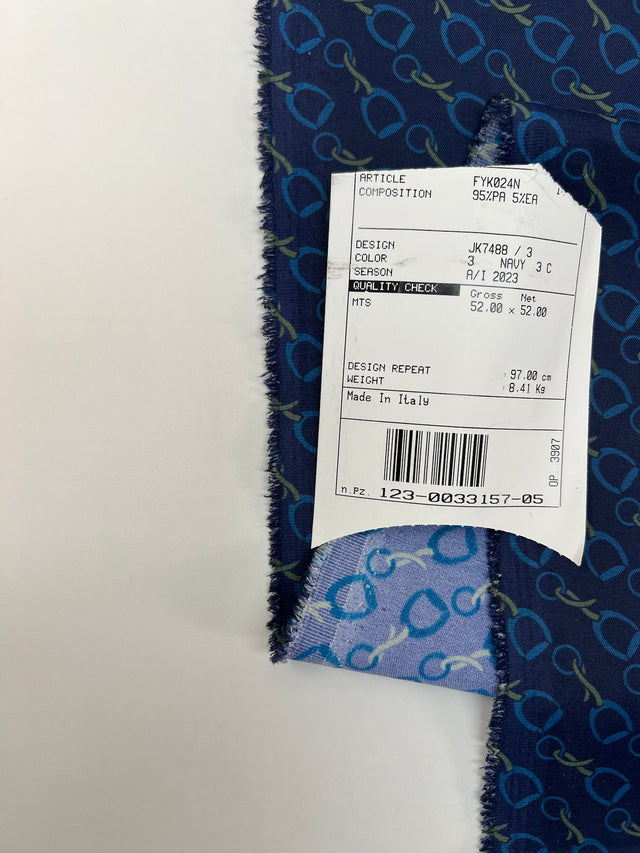 ARTICLE FYK024N
COMPOSITION 95%PA 5%EA
DESIGN JK7488 / 3
COLOR 3 NAVY 3 C
SEASON A/I 2023
QUALITY CHECK Gross Net
MTS 52.00 x 52.00
DESIGN REPEAT : 97.00 cm
WEIGHT : 8.41 Kg
Made In Italy
OP. 3907
n.Pz. 123-0033157-05